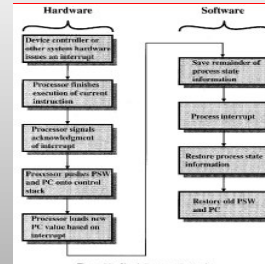 Hardware
Software
Device controller or
other system hardware
issues an interrupt
Processor finishes
execution of current
instruction
Processor signals
acknowledgment
of interrupt
Processor pushes PSW
and PC onto control
stack
Processor loads new
PC value based on
interrupt
Save remainder of
process state
information
Process interrupt
Restore process state
information
Restore old PSW
and PC